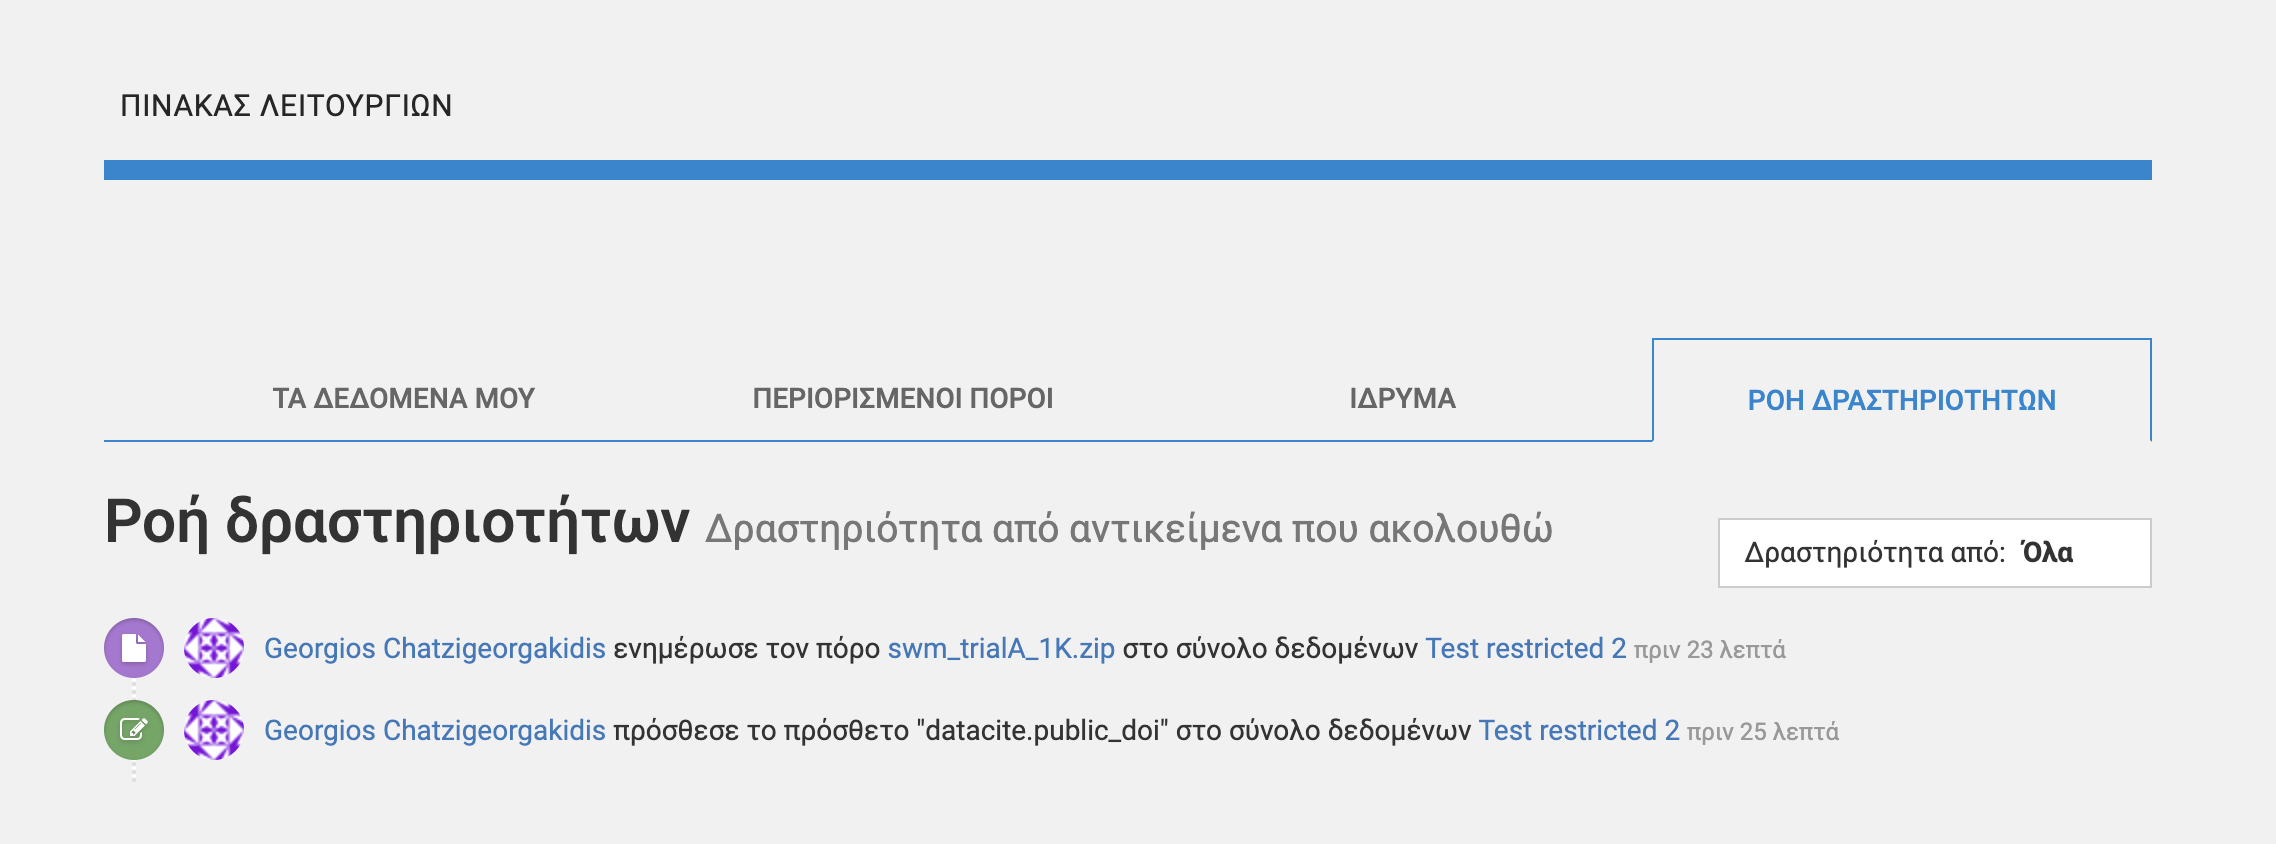 ΠΙΝΑΚΑΣ ΛΕΙΤΟΥΡΓΙΩΝ
ΤΑ ΔΕΔΟΜΕΝΑ ΜΟΥ ΠΕΡΙΟΡΙΣΜΕΝΟΙ ΠΟΡΟΙ ΙΔΡΥΜΑ ΡΟΗ ΔΡΑΣΤΗΡΙΟΤΗΤΩΝ
Ροή δραστηριοτήτων Δραστηριότητα από αντικείμενα που ακολουθώ
Δραστηριότητα από: Όλα
Georgios Chatzigeorgakidis ενημέρωσε τον πόρο swm_trialA_1K.zip στο σύνολο δεδομένων Test restricted 2 πριν 23 λεπτά
Georgios Chatzigeorgakidis πρόσθεσε το πρόσθετο "datacite.public_doi" στο σύνολο δεδομένων Test restricted 2 πριν 25 λεπτά